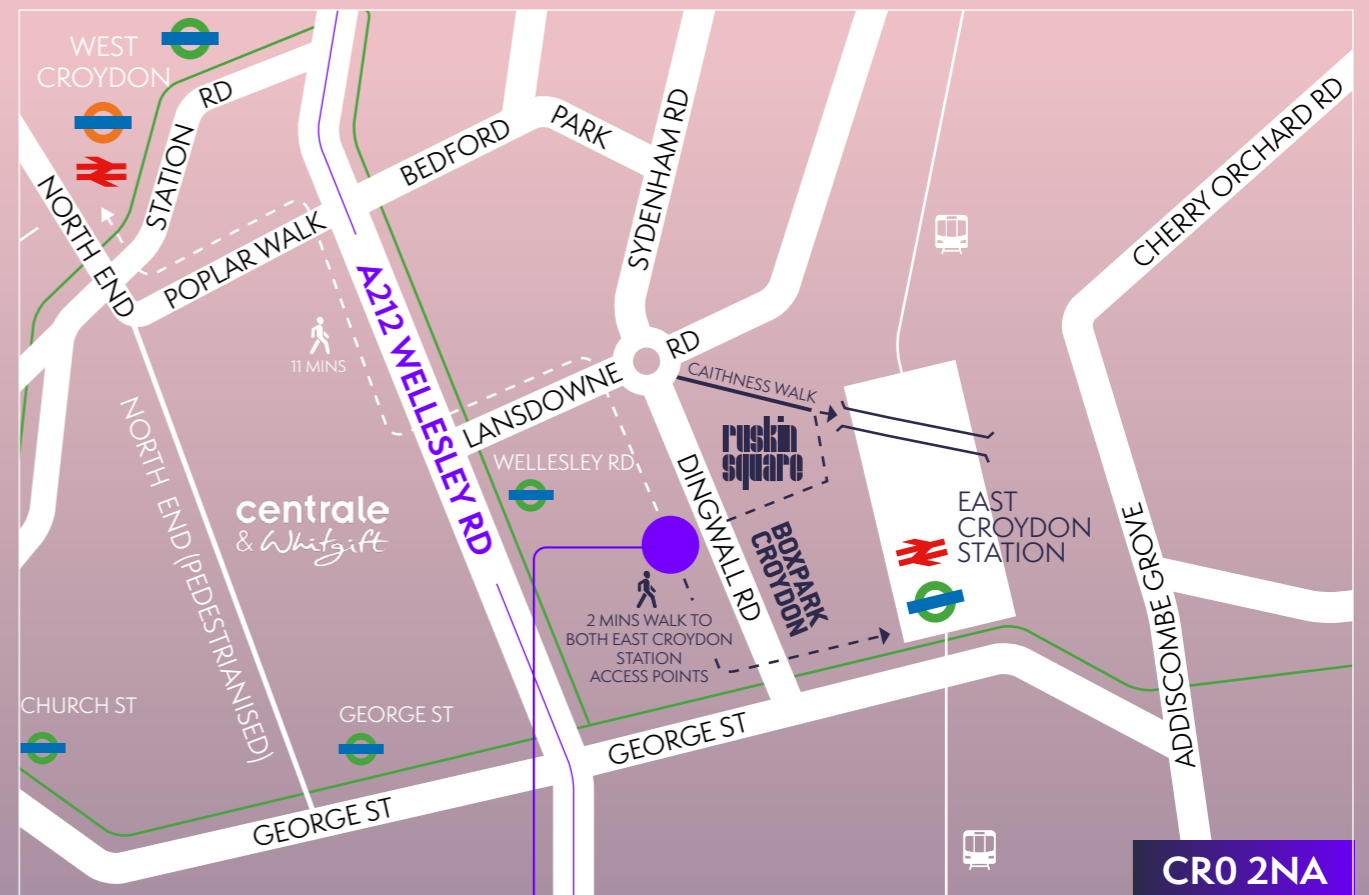 WEST
CROYDON
STATION
RD
NORTH END
POPLAR WALK
BEDFORD
PARK
SYDENHAM RD
CHERRY ORCHARD RD
11 MINS
A212 WELLESLEY RD
LANSDOWNE
RD
CAITHNESS WALK
ruskin
square
WELLESLEY RD
NORTH END (PEDESTRIANISED)
centrale
& Whitgift
DINGWALL RD
BOXPARK
CROYDON
EAST
CROYDON
STATION
ADDISCOMBE GROVE
2 MINS WALK TO
BOTH EAST CROYDON
STATION
ACCESS POINTS
CHURCH ST
GEORGE ST
GEORGE ST
GEORGE ST
CR0 2NA